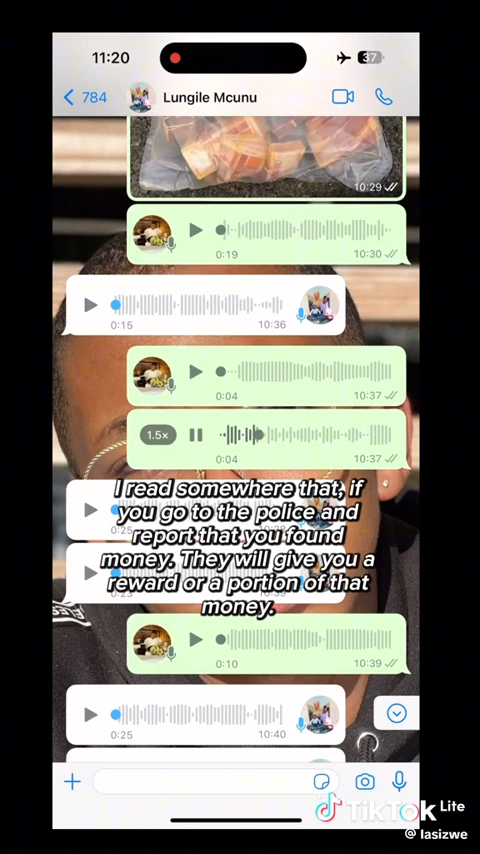 11:20
37
784
Lungile Mcunu
10:29
0:19
10:30
0:15
10:36
0:04
10:37
1.5×
0:04
10:37
I read somewhere that, if
you go to the police and
report that you found
money. They will give you a
reward or a portion of that
money.
0:10
10:39
0:25
10:40
TikTok Lite
@ lasizwe